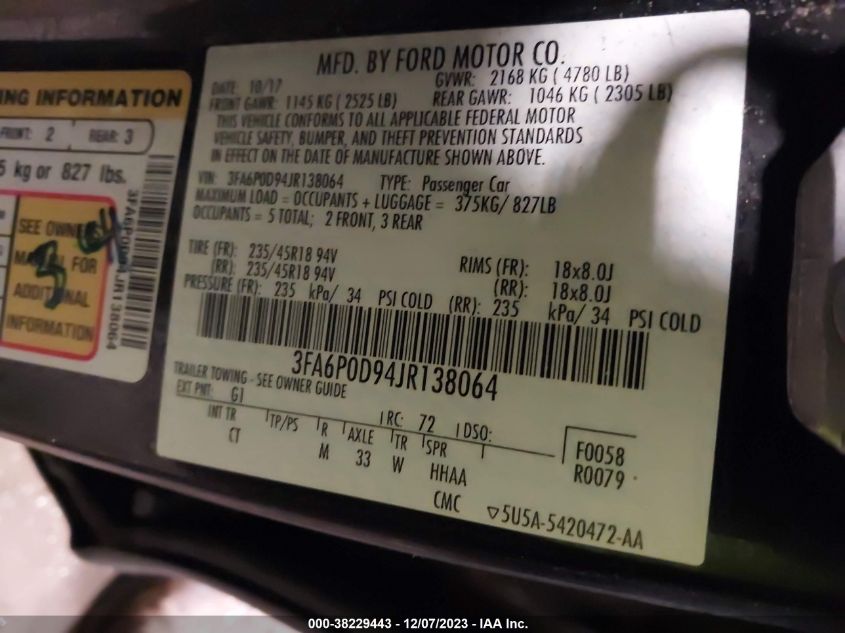 NG INFORMATION
FRONT: 2 REAR: 3
5 kg or 827 lbs.
SEE OWNERS
MANUAL FOR
ADDITIONAL
INFORMATION
3FA6P0D94JR138064
MFD. BY FORD MOTOR CO.
DATE: 10/17 GVWR: 2168 KG ( 4780 LB)
FRONT GAWR: 1145 KG ( 2525 LB) REAR GAWR: 1046 KG ( 2305 LB)
THIS VEHICLE CONFORMS TO ALL APPLICABLE FEDERAL MOTOR
VEHICLE SAFETY, BUMPER, AND THEFT PREVENTION STANDARDS
IN EFFECT ON THE DATE OF MANUFACTURE SHOWN ABOVE.
VIN: 3FA6P0D94JR138064 TYPE: Passenger Car
MAXIMUM LOAD = OCCUPANTS + LUGGAGE = 375KG/ 827LB
OCCUPANTS = 5 TOTAL; 2 FRONT, 3 REAR
TIRE (FR): 235/45R18 94V RIMS (FR): 18x8.0J
(RR): 235/45R18 94V (RR): 18x8.0J
PRESSURE (FR): 235 kPa/ 34 PSI COLD (RR): 235 kPa/ 34 PSI COLD
3FA6P0D94JR138064
TRAILER TOWING - SEE OWNER GUIDE
EXT PNT: G1 RC: 72 DSO:
INT TR TP/PS R AXLE TR SPR
CT M 33 W HHAA
CMC
F0058
R0079
▽5U5A-5420472-AA
000-38229443 - 12/07/2023 - IAA Inc.